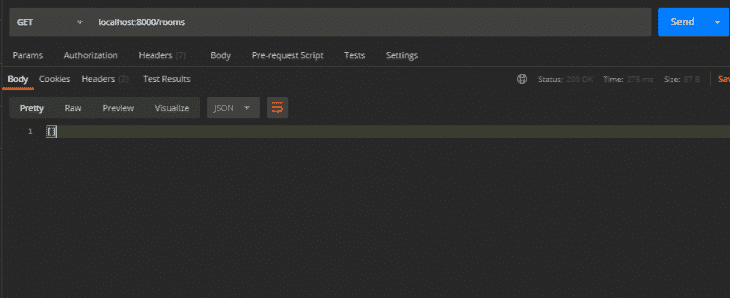 GET localhost:8000/rooms Send
Params Authorization Headers (7) Body Pre-request Script Tests Settings
Body Cookies Headers (2) Test Results Status: 200 OK Time: 278 ms Size: 87 B Sav
Pretty Raw Preview Visualize JSON
1 []